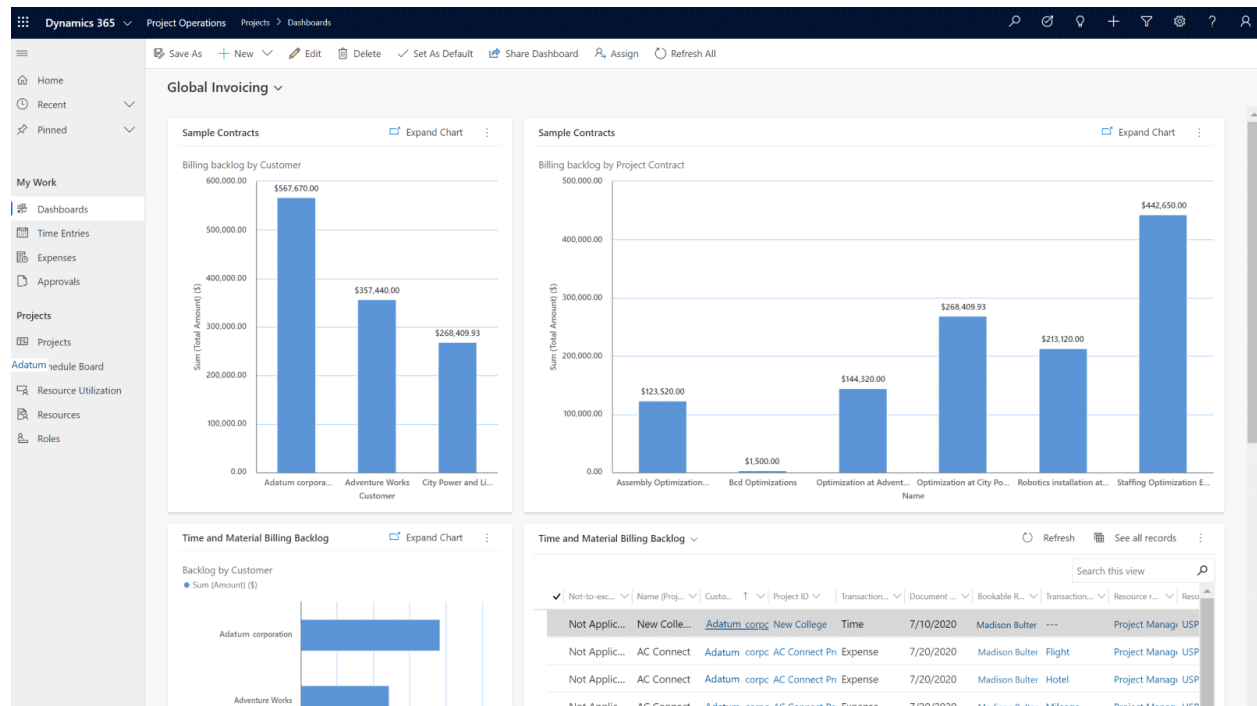 Dynamics 365 Project Operations Projects > Dashboards
Save As New Edit Delete Set As Default Share Dashboard Assign Refresh All
Home
Recent
Pinned
My Work
Dashboards
Time Entries
Expenses
Approvals
Projects
Projects
Adatum hedule Board
Resource Utilization
Resources
Roles
Global Invoicing
Sample Contracts Expand Chart
Billing backlog by Customer
600,000.00
500,000.00
400,000.00
300,000.00
200,000.00
100,000.00
0.00
Sum (Total Amount) ($)
$567,670.00
$357,440.00
$268,409.93
Adatum corpora... Adventure Works City Power and Li...
Customer
Sample Contracts Expand Chart
Billing backlog by Project Contract
500,000.00
400,000.00
300,000.00
200,000.00
100,000.00
0.00
Sum (Total Amount) ($)
$123,520.00
$1,500.00
$144,320.00
$268,409.93
$213,120.00
$442,650.00
Assembly Optimization... Bcd Optimizations Optimization at Advent... Optimization at City Po... Robotics installation at... Staffing Optimization E...
Name
Time and Material Billing Backlog Expand Chart
Backlog by Customer
Sum (Amount) ($)
Adatum corporation
Adventure Works
Time and Material Billing Backlog Refresh See all records
Search this view
Not-to-exc... Name (Proj... Custo... Project ID Transaction... Document ... Bookable R... Transaction... Resource r... Reso
Not Applic... New Colle... Adatum corpc New College Time 7/10/2020 Madison Bulter --- Project Manag USP
Not Applic... AC Connect Adatum corpc AC Connect Pr Expense 7/20/2020 Madison Bulter Flight Project Manag USP
Not Applic... AC Connect Adatum corpc AC Connect Pr Expense 7/20/2020 Madison Bulter Hotel Project Manag USP